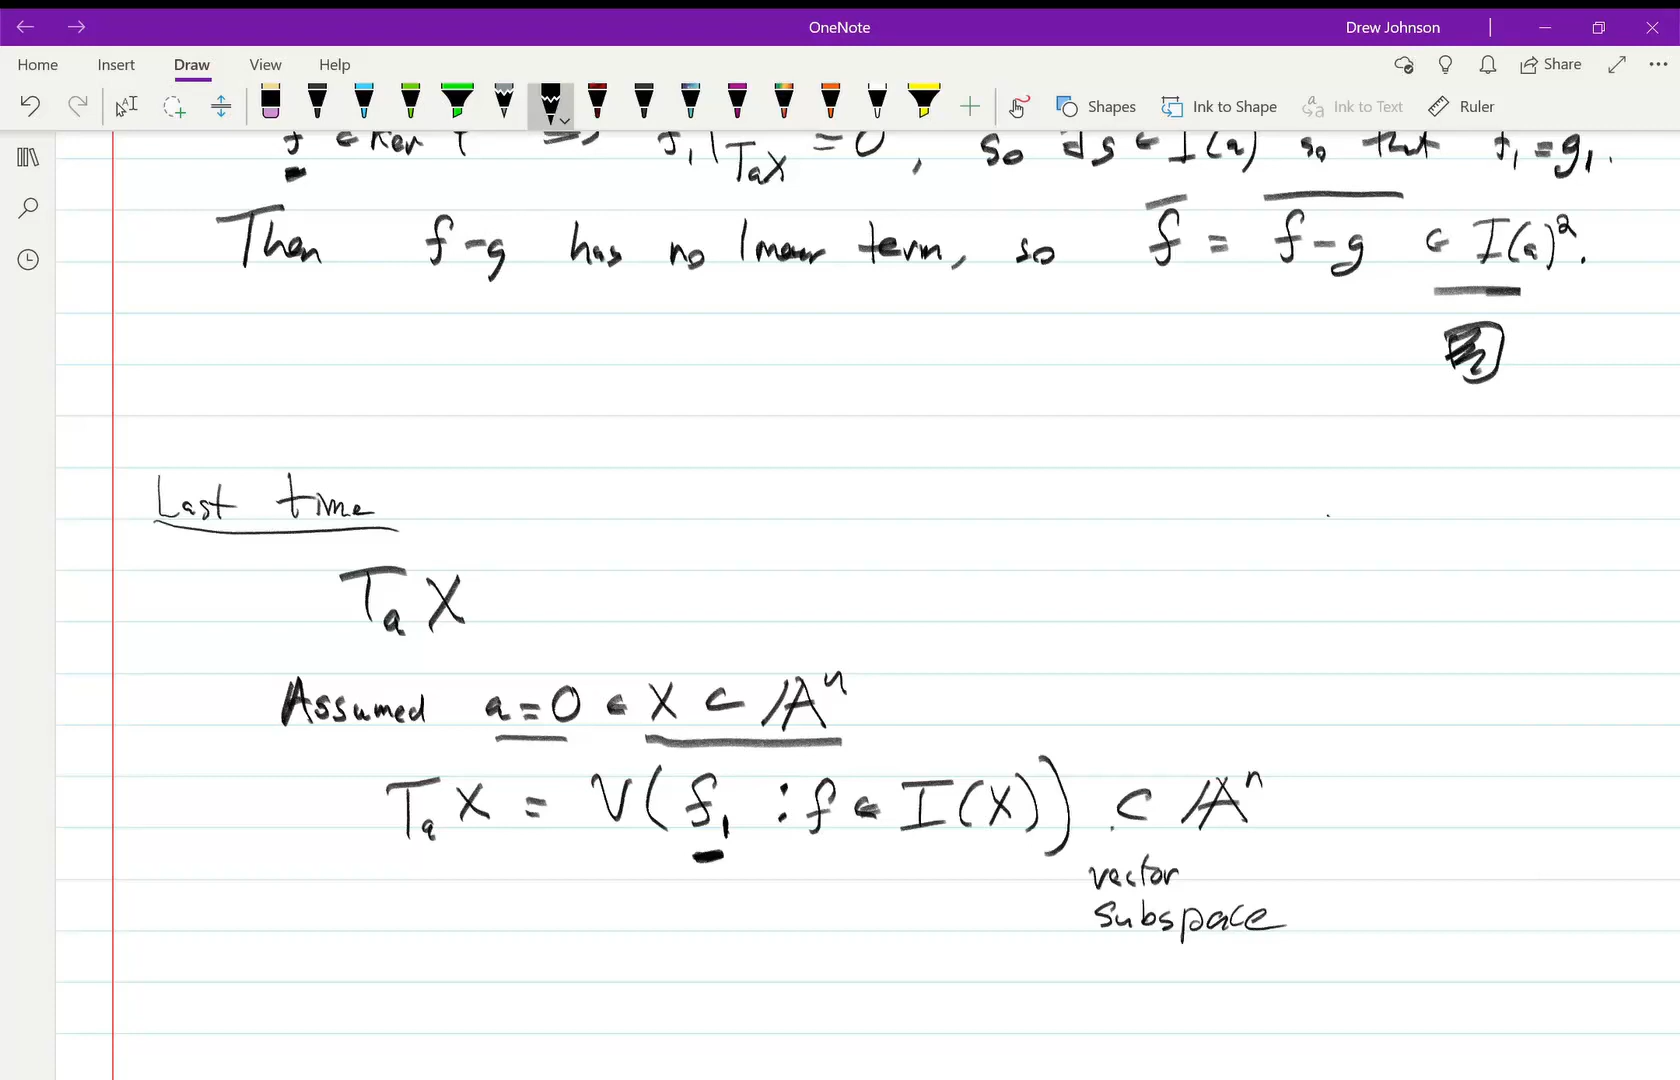 OneNote
Drew Johnson
Home Insert Draw View Help
Share
Shapes Ink to Shape Ink to Text Ruler
f̄ ∈ Ker φ ⟹ f₁|TₐX = 0, so ∃g ∈ I(a) so that f₁ = g₁.
Then f-g has no linear term, so f̄ = f-g ∈ I(a)².
Last time
TₐX
Assumed a=0 ∈ X ⊂ 𝔸ⁿ
TₐX = V(f₁ : f ∈ I(X)) ⊂ 𝔸ⁿ
vector
subspace